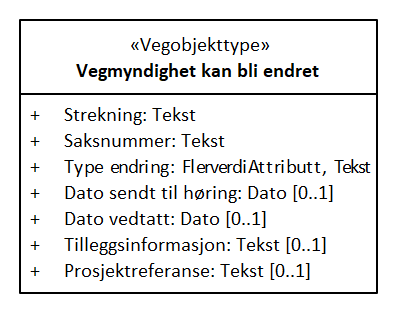 «Vegobjekttype»
Vegmyndighet kan bli endret
+ Strekning: Tekst
+ Saksnummer: Tekst
+ Type endring: FlerverdiAttributt, Tekst
+ Dato sendt til høring: Dato [0..1]
+ Dato vedtatt: Dato [0..1]
+ Tilleggsinformasjon: Tekst [0..1]
+ Prosjektreferanse: Tekst [0..1]